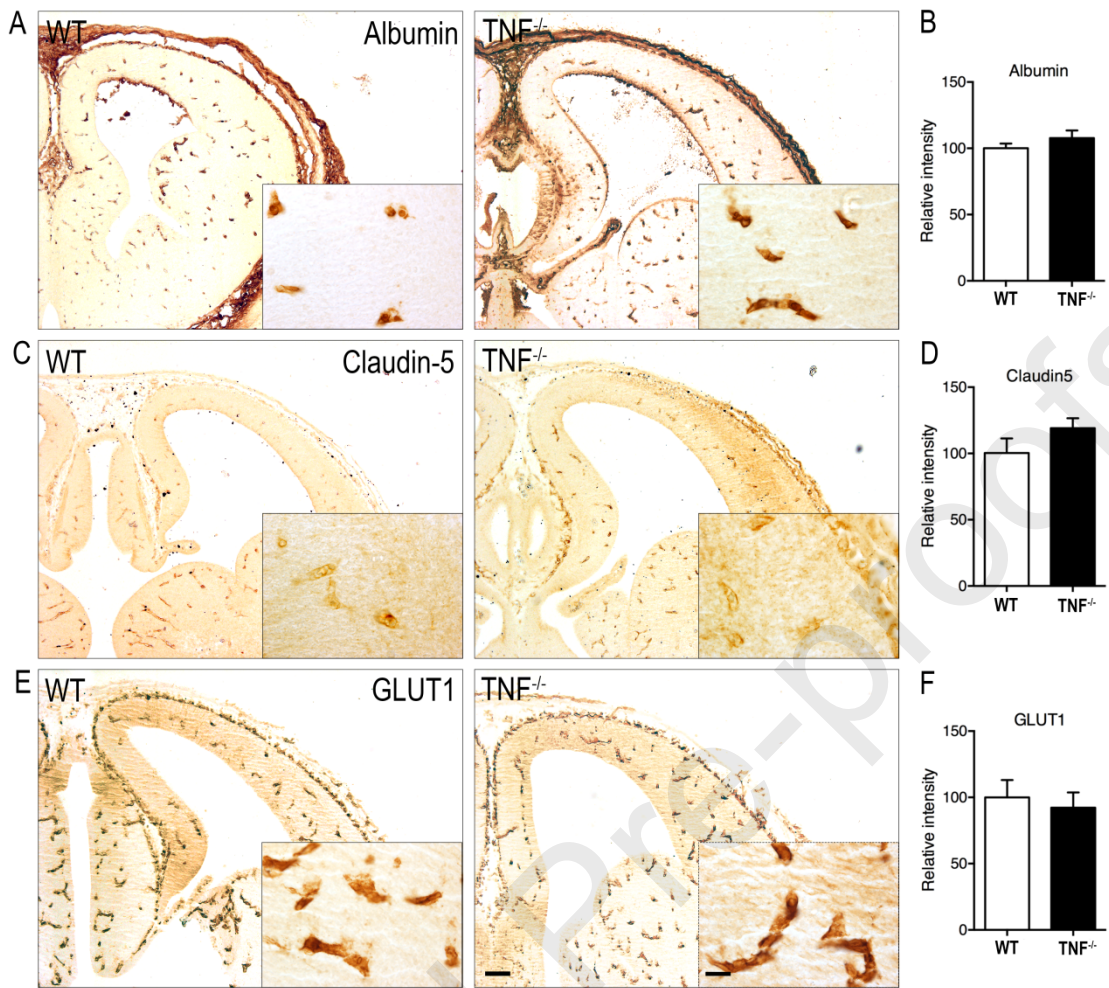 A WT Albumin TNF-/- B
Albumin
Relative intensity
150
100
50
0
WT TNF-/-
C WT Claudin-5 TNF-/- D
Claudin5
Relative intensity
150
100
50
0
WT TNF-/-
E WT GLUT1 TNF-/- F
GLUT1
Relative intensity
150
100
50
0
WT TNF-/-
Pre-proofs